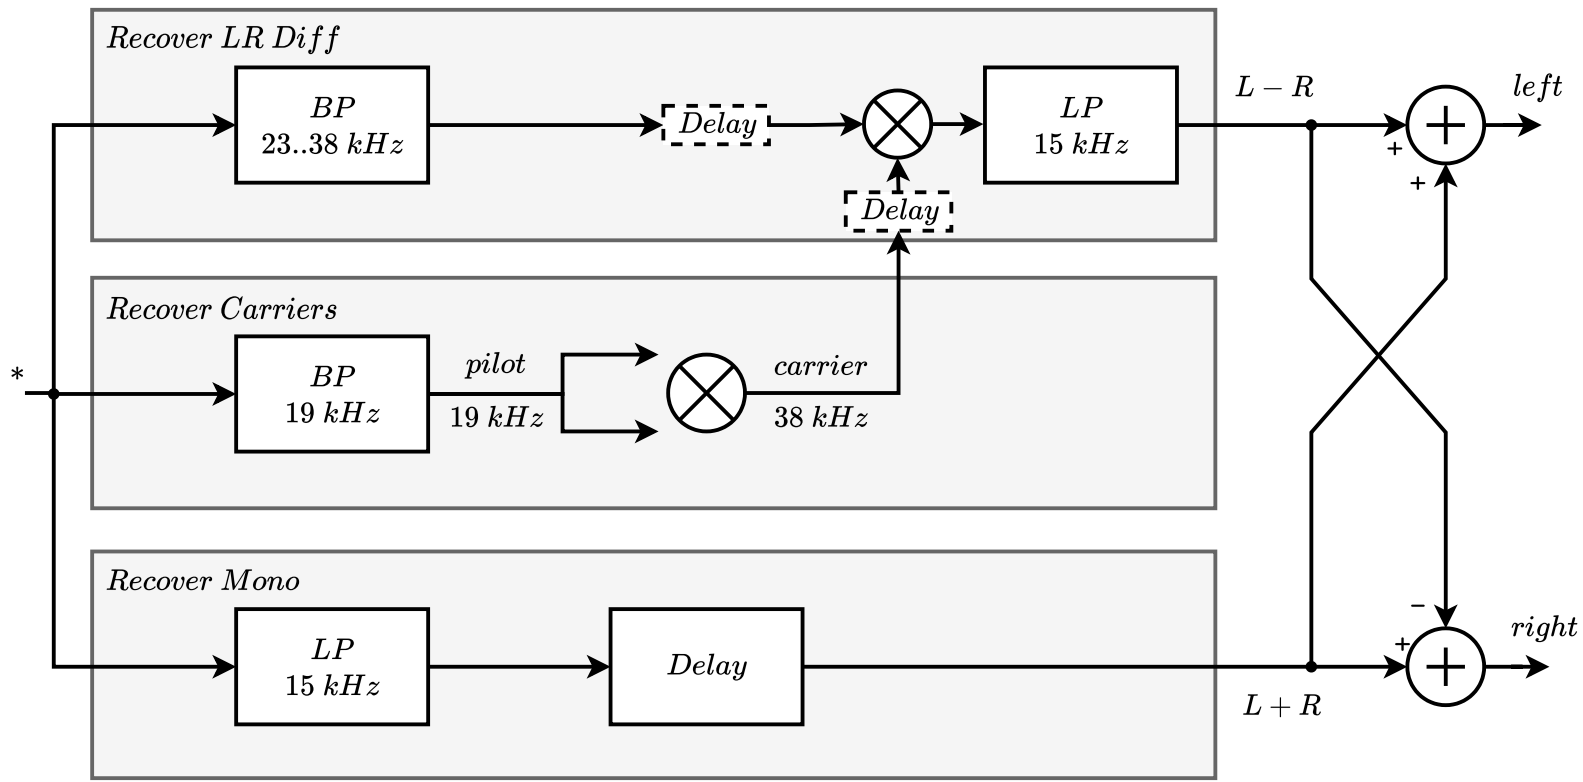 Recover LR Diff
BP
23..38 kHz
Delay
LP
15 kHz
L − R
left
+
+
Delay
Recover Carriers
*
BP
19 kHz
pilot
19 kHz
carrier
38 kHz
Recover Mono
LP
15 kHz
Delay
L + R
−
+
right